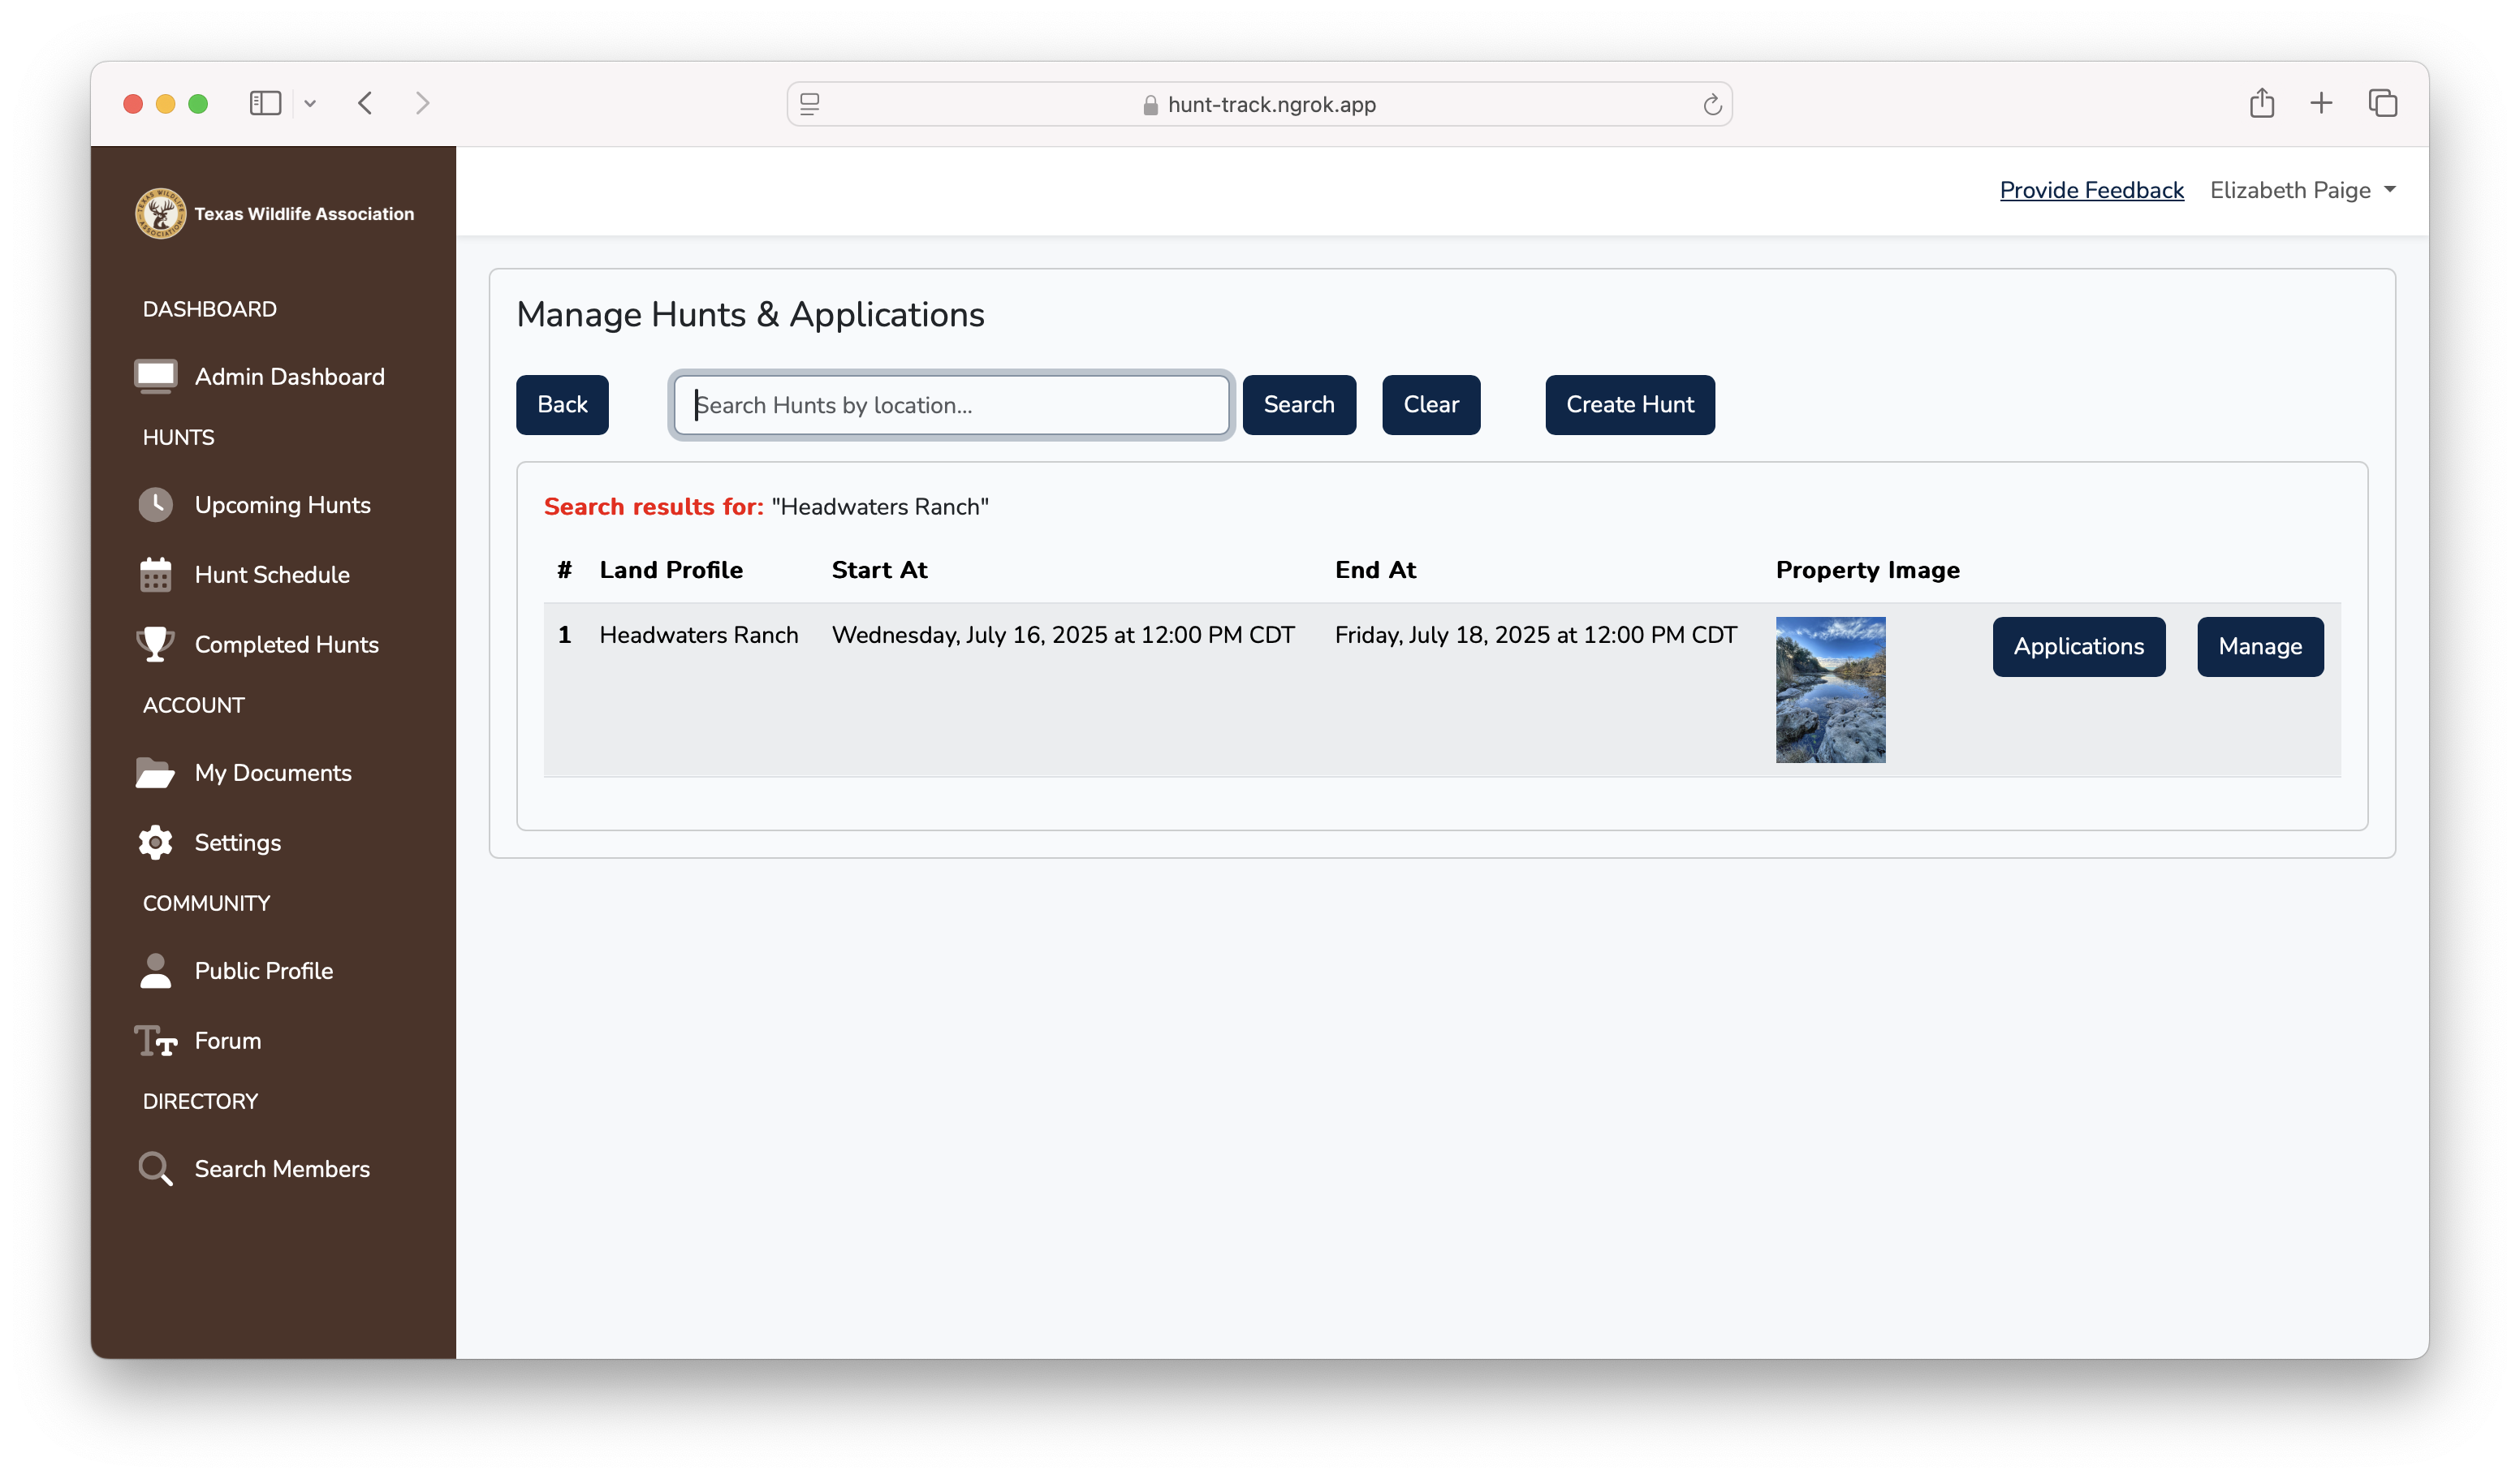 hunt-track.ngrok.app
Texas Wildlife Association
DASHBOARD
Admin Dashboard
HUNTS
Upcoming Hunts
Hunt Schedule
Completed Hunts
ACCOUNT
My Documents
Settings
COMMUNITY
Public Profile
Forum
DIRECTORY
Search Members
Provide Feedback Elizabeth Paige
Manage Hunts & Applications
Back Search Hunts by location... Search Clear Create Hunt
Search results for: "Headwaters Ranch"
# Land Profile Start At End At Property Image
1 Headwaters Ranch Wednesday, July 16, 2025 at 12:00 PM CDT Friday, July 18, 2025 at 12:00 PM CDT Applications Manage